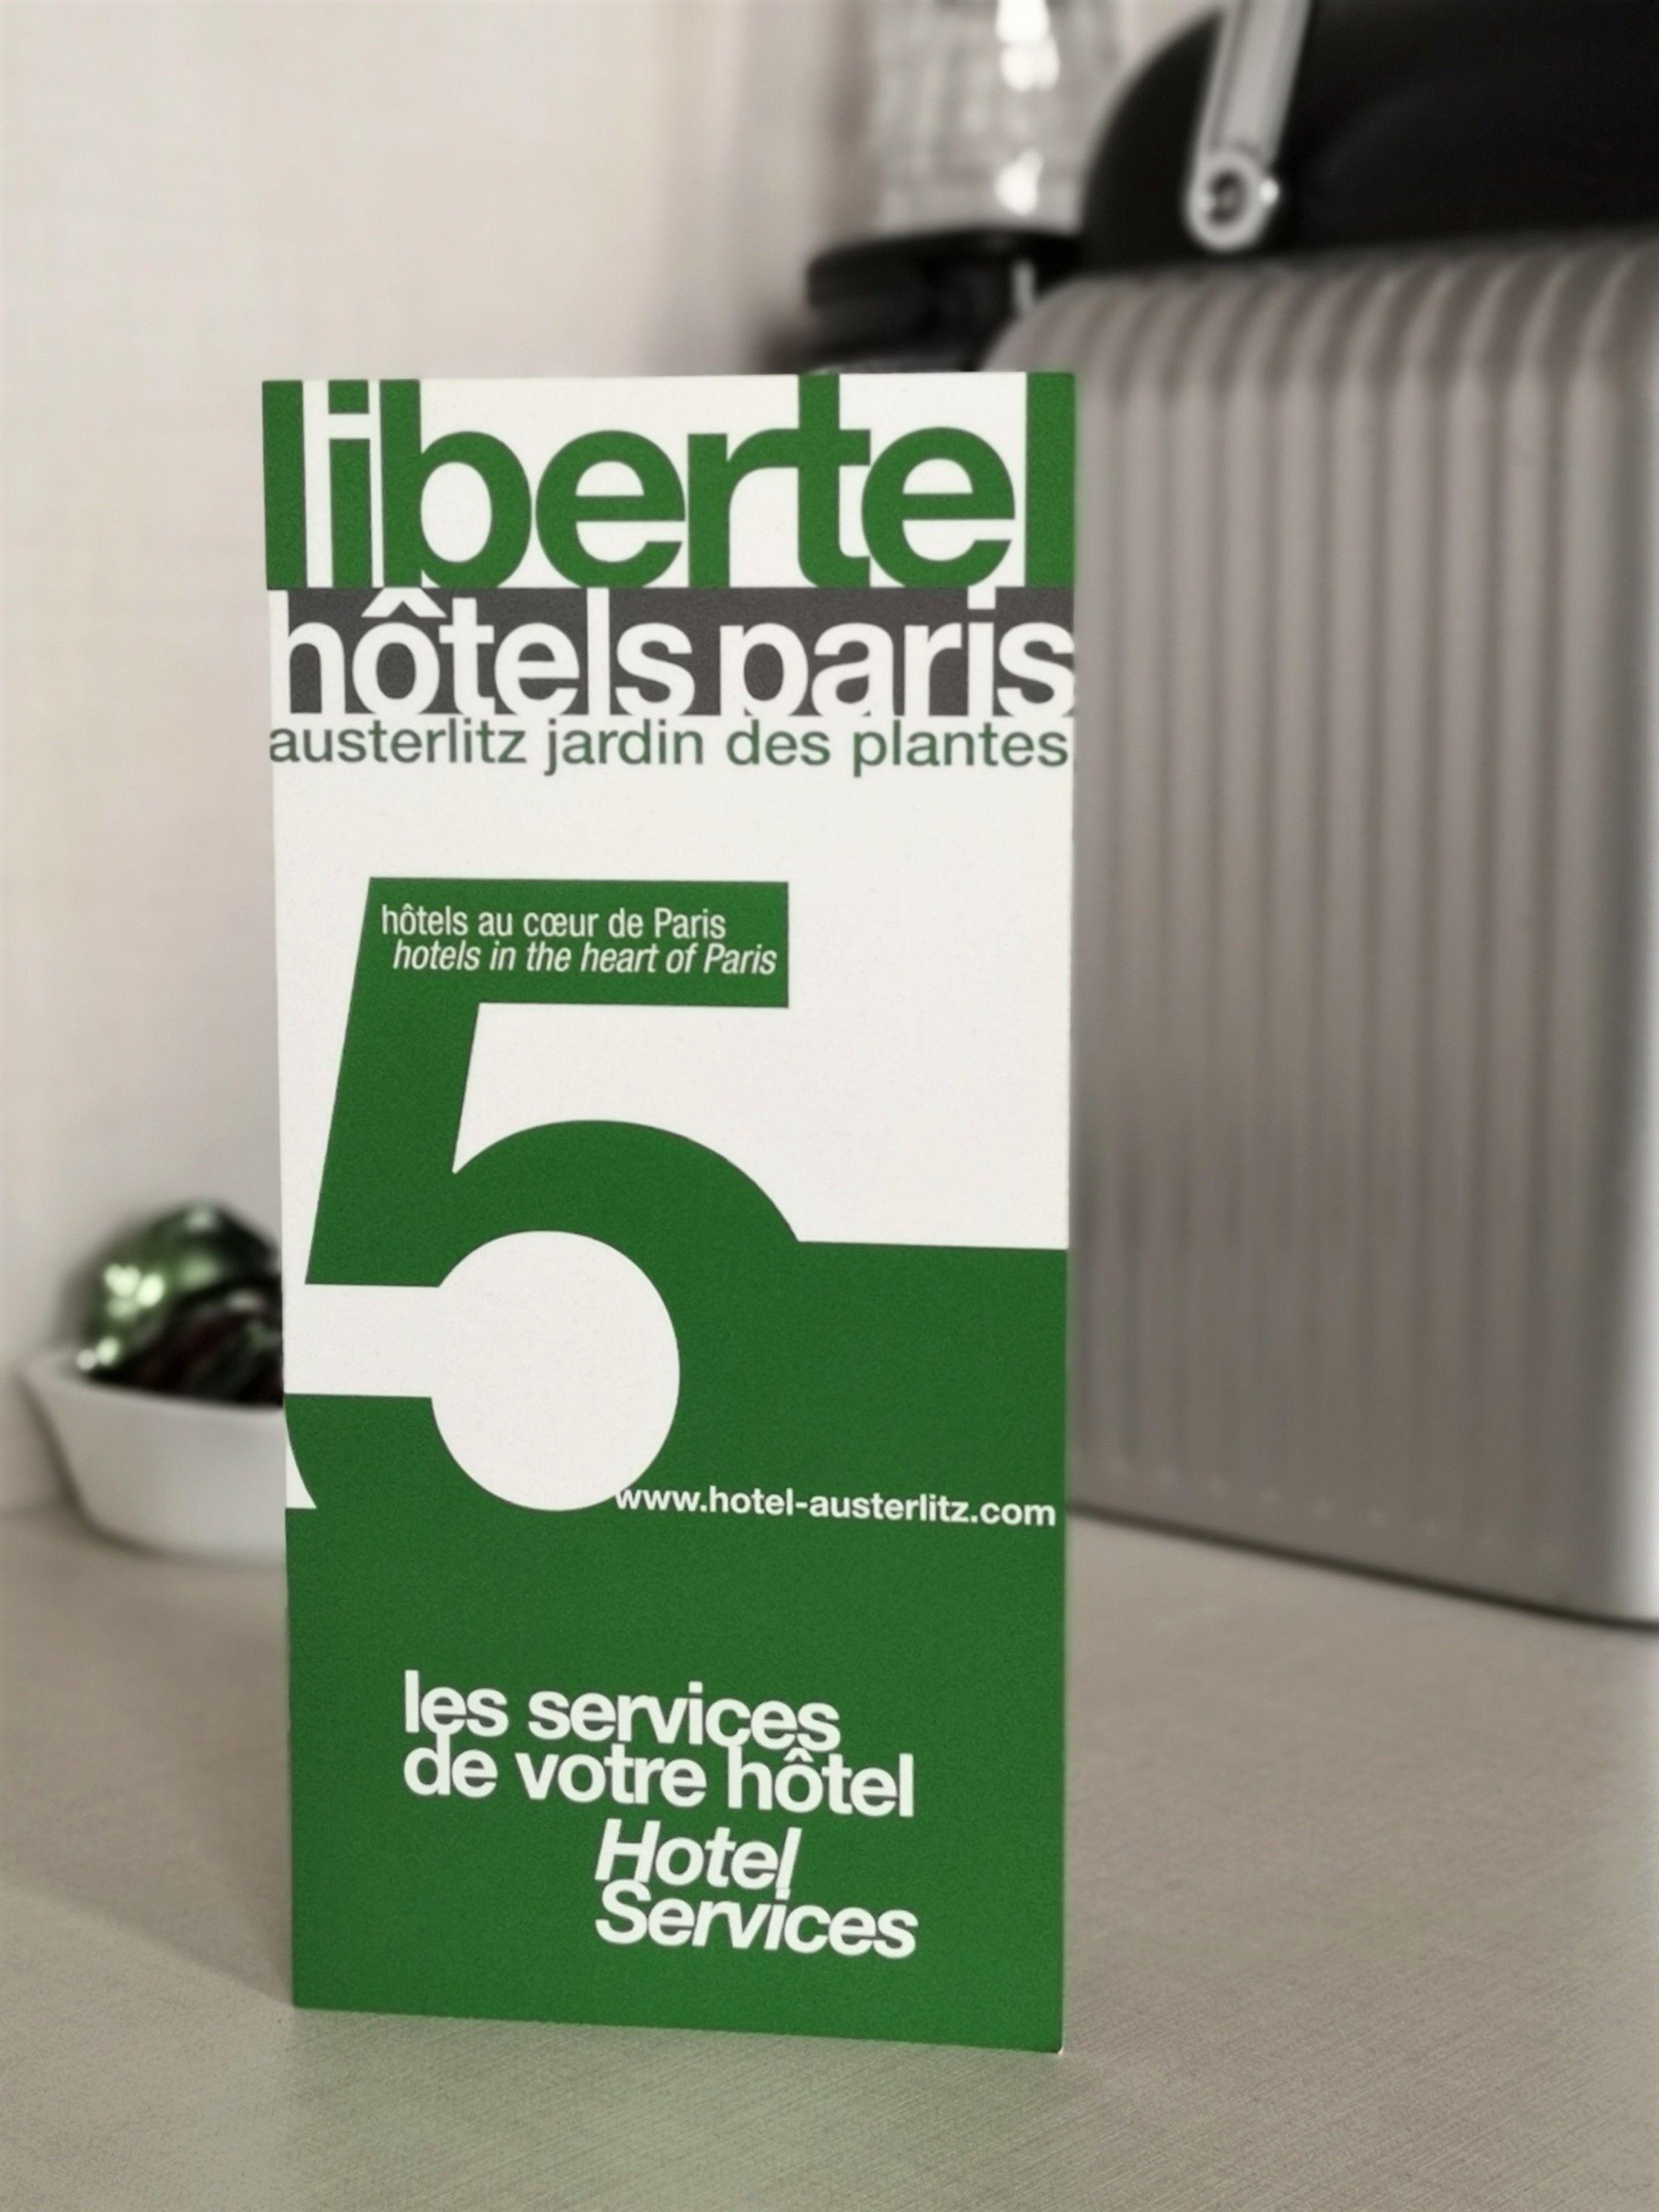 libertel
hôtels paris
austerlitz jardin des plantes
5
hôtels au cœur de Paris
hotels in the heart of Paris
www.hotel-austerlitz.com
les services
de votre hôtel
Hotel
Services